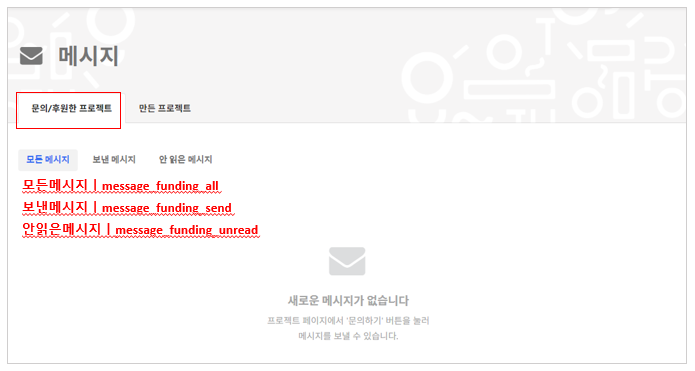 메시지
문의/후원한 프로젝트 만든 프로젝트
모든 메시지 보낸 메시지 안 읽은 메시지
모든메시지 | message_funding_all
보낸메시지 | message_funding_send
안읽은메시지 | message_funding_unread
새로운 메시지가 없습니다
프로젝트 페이지에서 '문의하기' 버튼을 눌러
메시지를 보낼 수 있습니다.